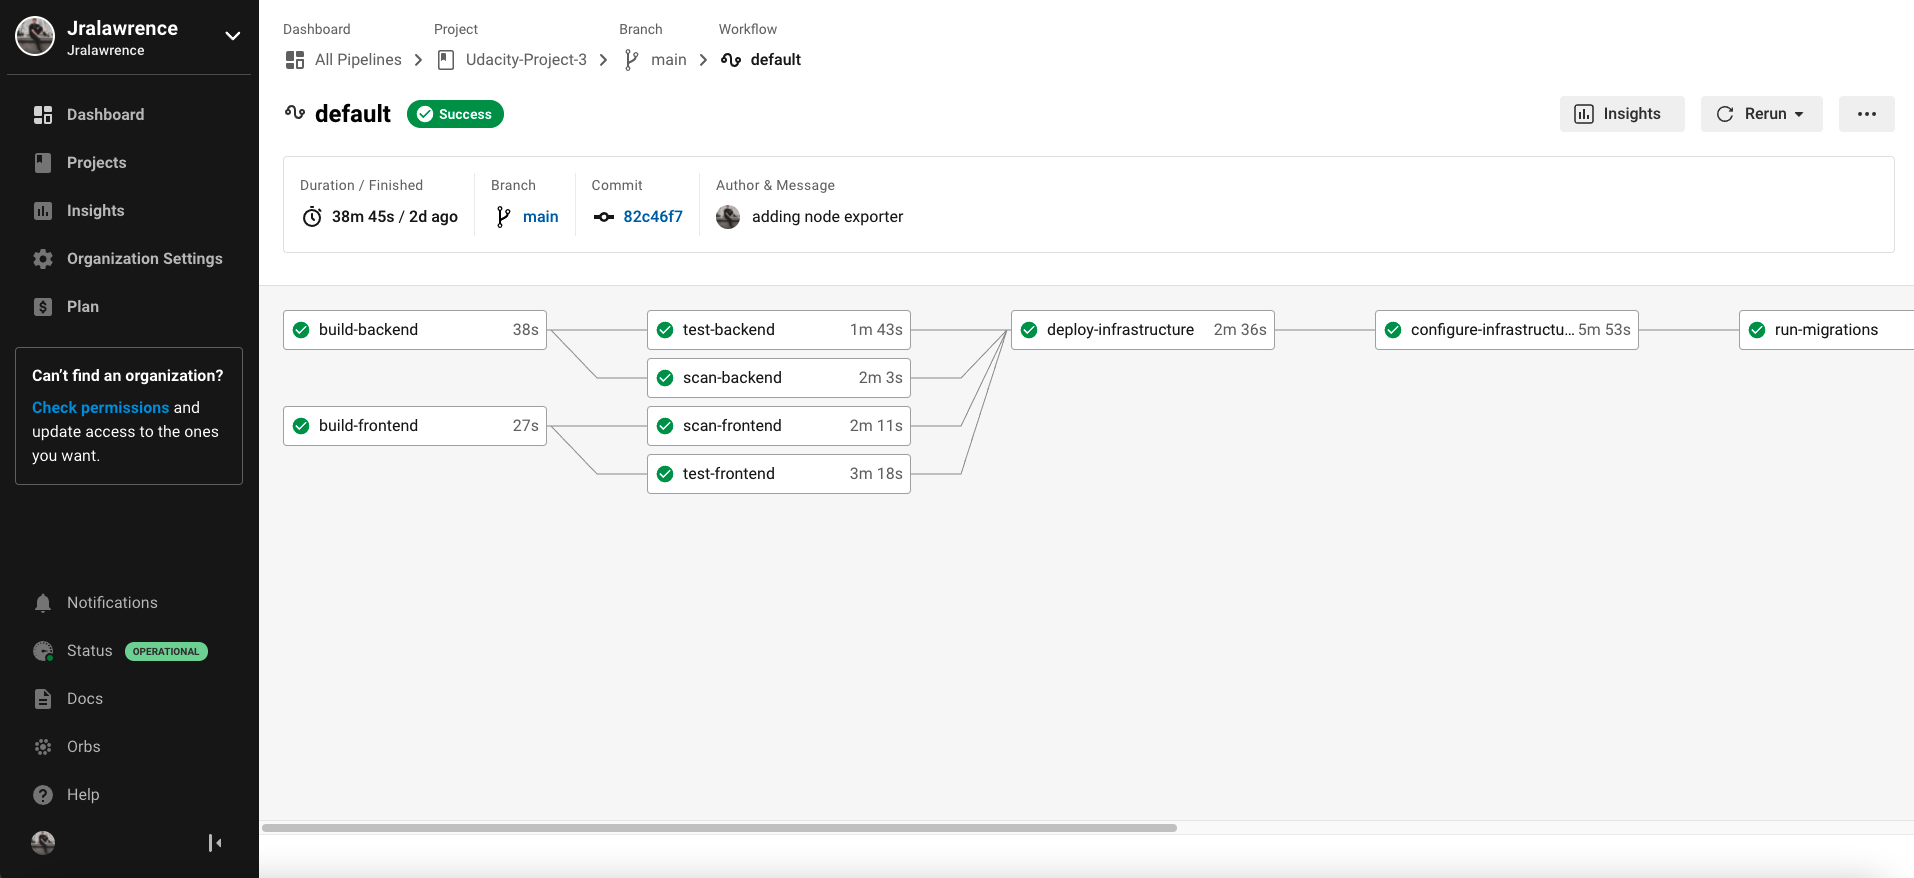 Jralawrence
Jralawrence
Dashboard
Projects
Insights
Organization Settings
Plan
Can't find an organization?
Check permissions and
update access to the ones
you want.
Notifications
Status OPERATIONAL
Docs
Orbs
Help
Dashboard Project Branch Workflow
All Pipelines Udacity-Project-3 main default
default Success
Insights Rerun
Duration / Finished Branch Commit Author & Message
38m 45s / 2d ago main 82c46f7 adding node exporter
build-backend 38s test-backend 1m 43s deploy-infrastructure 2m 36s configure-infrastructu... 5m 53s run-migrations
scan-backend 2m 3s
build-frontend 27s scan-frontend 2m 11s
test-frontend 3m 18s